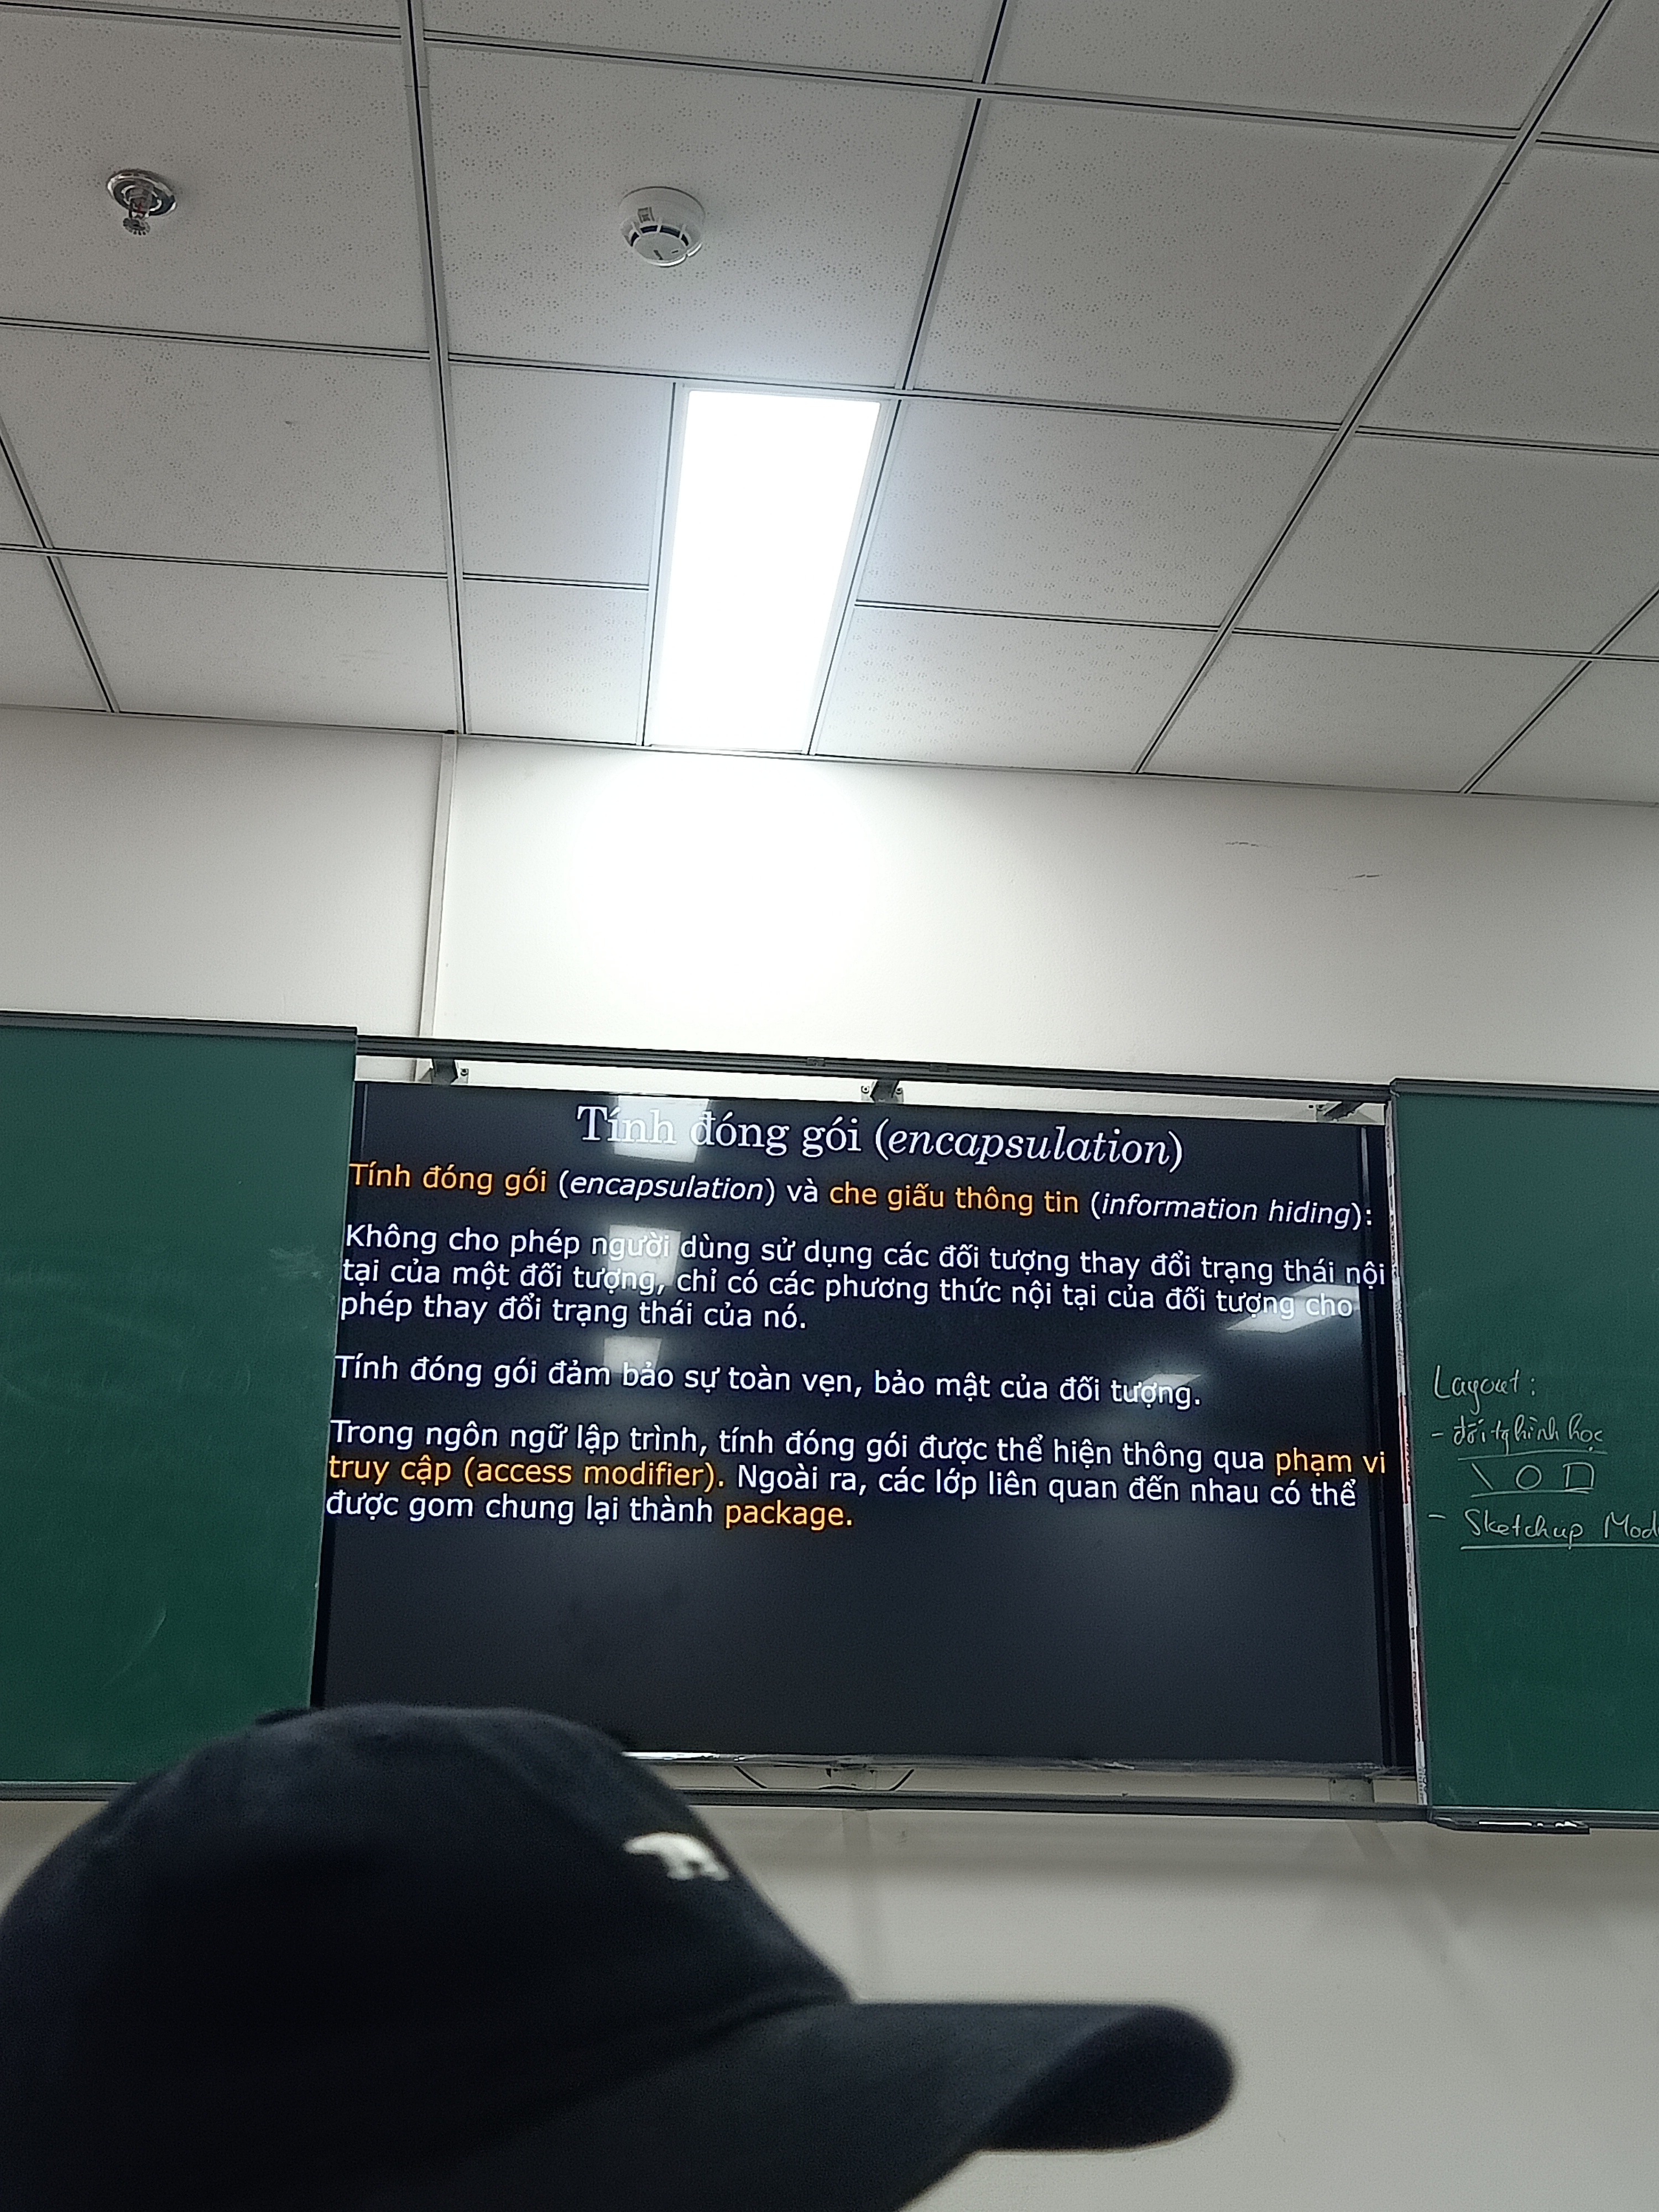 Tính đóng gói (encapsulation)
Tính đóng gói (encapsulation) và che giấu thông tin (information hiding):
Không cho phép người dùng sử dụng các đối tượng thay đổi trạng thái nội
tại của một đối tượng, chỉ có các phương thức nội tại của đối tượng cho
phép thay đổi trạng thái của nó.
Tính đóng gói đảm bảo sự toàn vẹn, bảo mật của đối tượng.
Trong ngôn ngữ lập trình, tính đóng gói được thể hiện thông qua phạm vi
truy cập (access modifier). Ngoài ra, các lớp liên quan đến nhau có thể
được gom chung lại thành package.
Layout:
- đối tg hình học
- Sketchup Mod